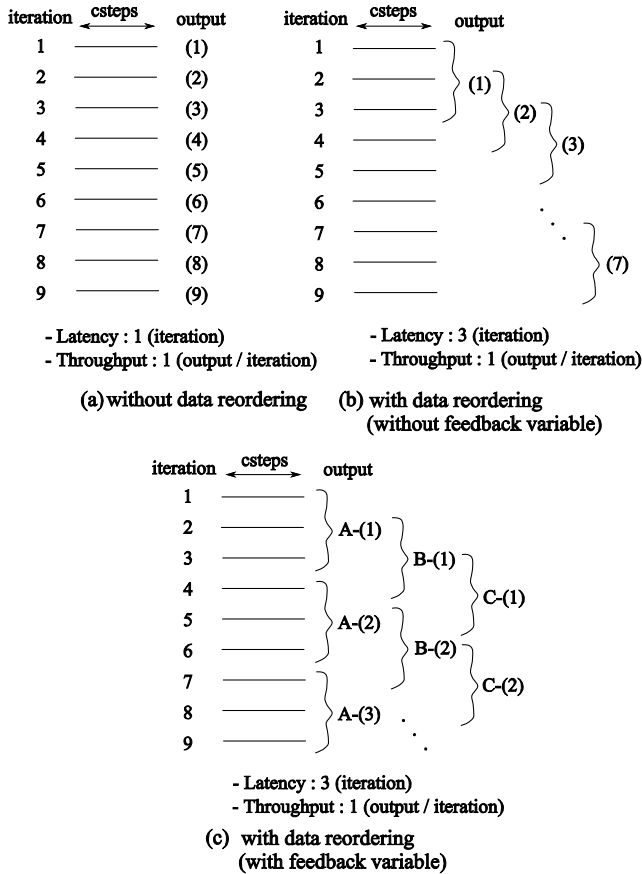 iteration csteps output
1 (1)
2 (2)
3 (3)
4 (4)
5 (5)
6 (6)
7 (7)
8 (8)
9 (9)
- Latency : 1 (iteration)
- Throughput : 1 (output / iteration)
(a) without data reordering
iteration csteps output
1
2
3
4
5
6
7
8
9
(1)
(2)
(3)
(7)
- Latency : 3 (iteration)
- Throughput : 1 (output / iteration)
(b) with data reordering
(without feedback variable)
iteration csteps output
1
2
3
4
5
6
7
8
9
A-(1)
B-(1)
C-(1)
A-(2)
B-(2)
C-(2)
A-(3)
- Latency : 3 (iteration)
- Throughput : 1 (output / iteration)
(c) with data reordering
(with feedback variable)